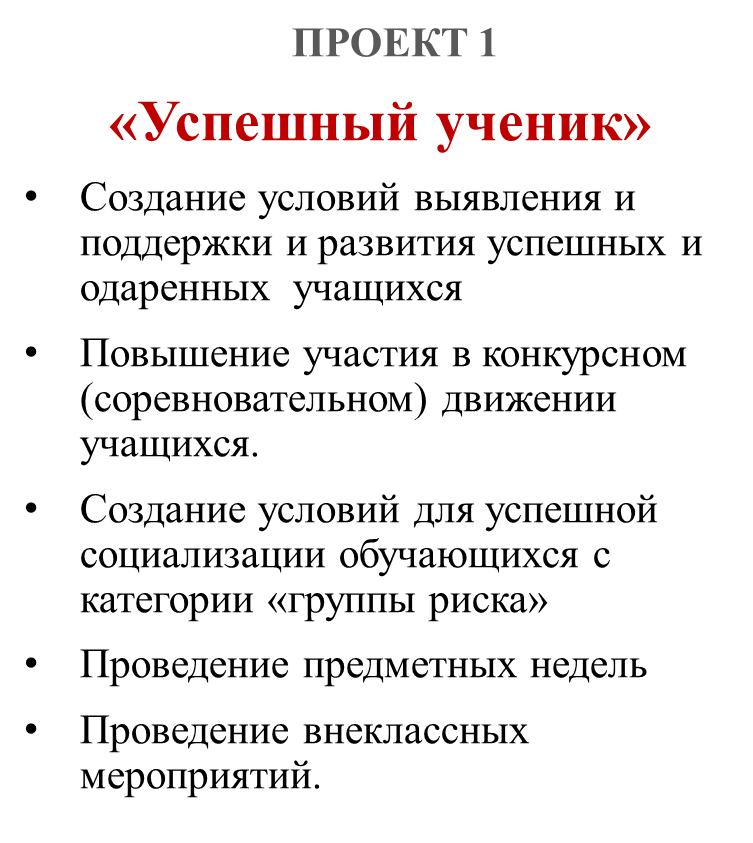 ПРОЕКТ 1
«Успешный ученик»
• Создание условий выявления и
поддержки и развития успешных и
одаренных  учащихся
• Повышение участия в конкурсном
(соревновательном) движении
учащихся.
• Создание условий для успешной
социализации обучающихся с
категории «группы риска»
• Проведение предметных недель
• Проведение внеклассных
мероприятий.